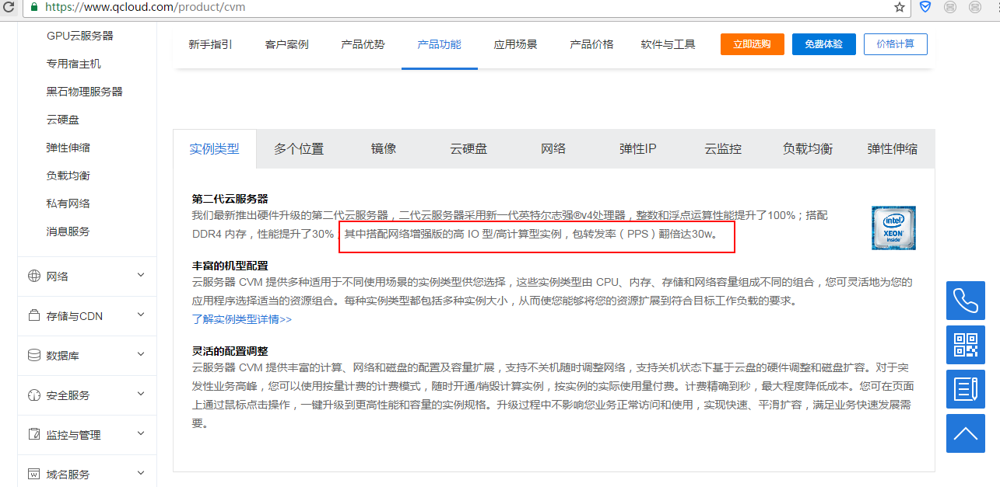 https://www.qcloud.com/product/cvm
GPU云服务器
专用宿主机
黑石物理服务器
云硬盘
弹性伸缩
负载均衡
私有网络
消息服务
网络
存储与CDN
数据库
安全服务
监控与管理
域名服务
新手指引 客户案例 产品优势 产品功能 应用场景 产品价格 软件与工具 立即选购 免费体验 价格计算
实例类型 多个位置 镜像 云硬盘 网络 弹性IP 云监控 负载均衡 弹性伸缩
第二代云服务器
我们最新推出硬件升级的第二代云服务器，二代云服务器采用新一代英特尔志强®v4处理器，整数和浮点运算性能提升了100%；搭配
DDR4 内存，性能提升了30%，其中搭配网络增强版的高 IO 型/高计算型实例，包转发率（PPS）翻倍达30w。
intel
XEON
inside
丰富的机型配置
云服务器 CVM 提供多种适用于不同使用场景的实例类型供您选择，这些实例类型由 CPU、内存、存储和网络容量组成不同的组合，您可灵活地为您的
应用程序选择适当的资源组合。每种实例类型都包括多种实例大小，从而使您能够将您的资源扩展到符合目标工作负载的要求。
了解实例类型详情>>
灵活的配置调整
云服务器 CVM 提供丰富的计算、网络和磁盘的配置及容量扩展，支持不关机随时调整网络，支持关机状态下基于云盘的硬件调整和磁盘扩容。对于突
发性业务高峰，您可以使用按量计费的计费模式，随时开通/销毁计算实例，按实例的实际使用量付费。计费精确到秒，最大程度降低成本。您可在页面
上通过鼠标点击操作，一键升级到更高性能和容量的实例规格。升级过程中不影响您业务正常访问和使用，实现快速、平滑扩容，满足业务快速发展需
要。